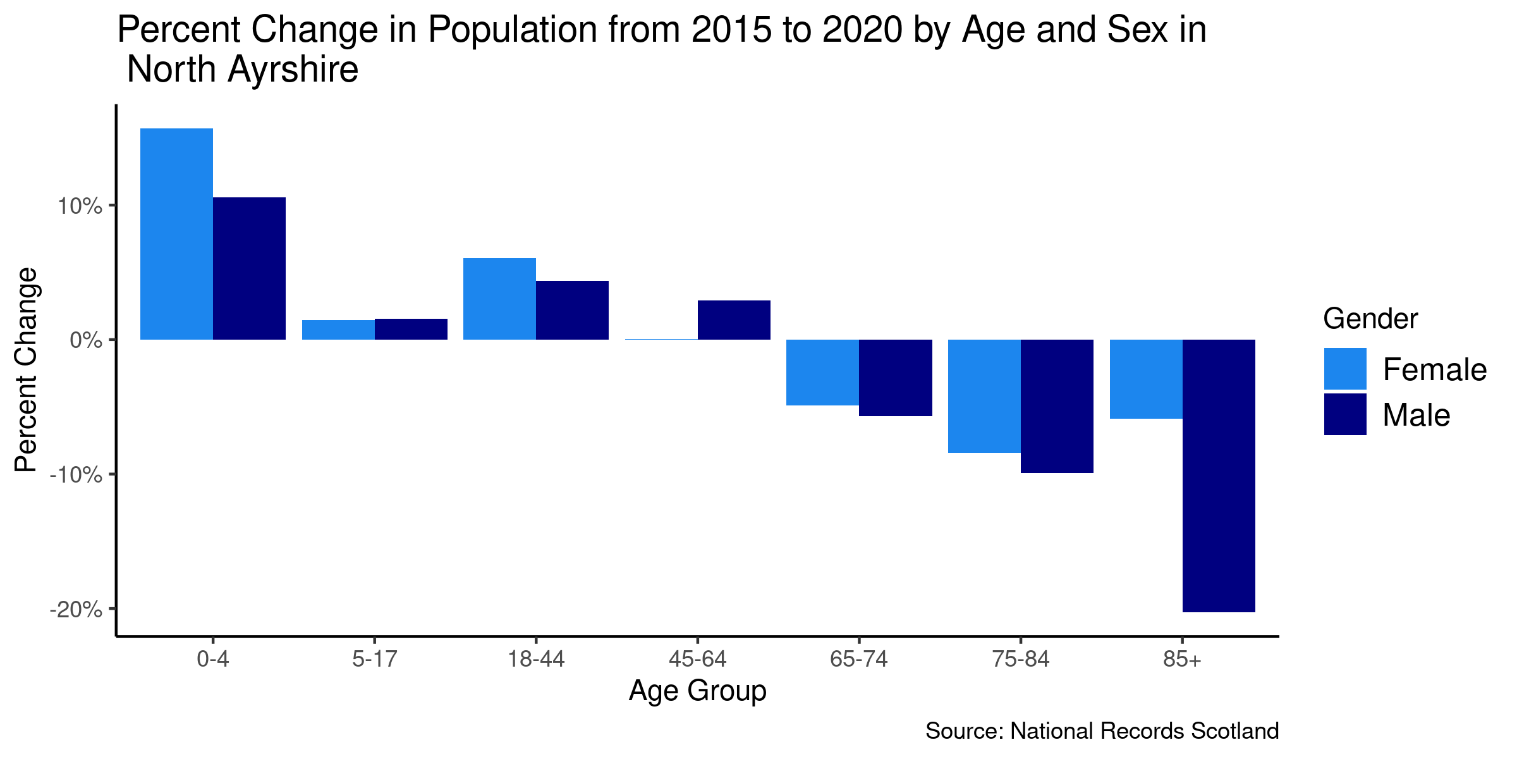 Percent Change in Population from 2015 to 2020 by Age and Sex in
North Ayrshire
Percent Change
10%
0%
-10%
-20%
0-4
5-17
18-44
45-64
65-74
75-84
85+
Age Group
Gender
Female
Male
Source: National Records Scotland